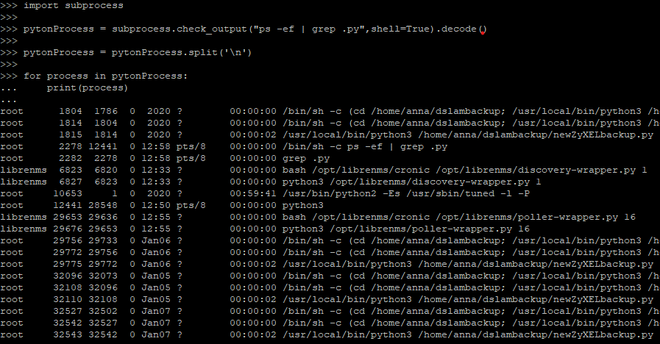 >>> import subprocess
>>>
>>> pytonProcess = subprocess.check_output("ps -ef | grep .py",shell=True).decode()
>>>
>>> pytonProcess = pytonProcess.split('\n')
>>>
>>> for process in pytonProcess:
...     print(process)
...
root      1804  1786  0  2020 ?        00:00:00 /bin/sh -c (cd /home/anna/dslambackup; /usr/local/bin/python3 /h
root      1814  1804  0  2020 ?        00:00:00 /bin/sh -c (cd /home/anna/dslambackup; /usr/local/bin/python3 /h
root      1815  1814  0  2020 ?        00:00:02 /usr/local/bin/python3 /home/anna/dslambackup/newZyXELbackup.py
root      2278 12441  0 12:58 pts/8    00:00:00 /bin/sh -c ps -ef | grep .py
root      2282  2278  0 12:58 pts/8    00:00:00 grep .py
librenms  6823  6820  0 12:33 ?        00:00:00 bash /opt/librenms/cronic /opt/librenms/discovery-wrapper.py 1
librenms  6827  6823  0 12:33 ?        00:00:00 python3 /opt/librenms/discovery-wrapper.py 1
root     10653     1  0  2020 ?        00:59:41 /usr/bin/python2 -Es /usr/sbin/tuned -l -P
root     12441 28548  0 12:50 pts/8    00:00:00 python3
librenms 29653 29636  0 12:55 ?        00:00:00 bash /opt/librenms/cronic /opt/librenms/poller-wrapper.py 16
librenms 29676 29653  0 12:55 ?        00:00:00 python3 /opt/librenms/poller-wrapper.py 16
root     29756 29733  0 Jan06 ?        00:00:00 /bin/sh -c (cd /home/anna/dslambackup; /usr/local/bin/python3 /h
root     29772 29756  0 Jan06 ?        00:00:00 /bin/sh -c (cd /home/anna/dslambackup; /usr/local/bin/python3 /h
root     29775 29772  0 Jan06 ?        00:00:02 /usr/local/bin/python3 /home/anna/dslambackup/newZyXELbackup.py
root     32096 32073  0 Jan05 ?        00:00:00 /bin/sh -c (cd /home/anna/dslambackup; /usr/local/bin/python3 /h
root     32108 32096  0 Jan05 ?        00:00:00 /bin/sh -c (cd /home/anna/dslambackup; /usr/local/bin/python3 /h
root     32110 32108  0 Jan05 ?        00:00:02 /usr/local/bin/python3 /home/anna/dslambackup/newZyXELbackup.py
root     32527 32502  0 Jan07 ?        00:00:00 /bin/sh -c (cd /home/anna/dslambackup; /usr/local/bin/python3 /h
root     32542 32527  0 Jan07 ?        00:00:00 /bin/sh -c (cd /home/anna/dslambackup; /usr/local/bin/python3 /h
root     32543 32542  0 Jan07 ?        00:00:02 /usr/local/bin/python3 /home/anna/dslambackup/newZyXELbackup.py